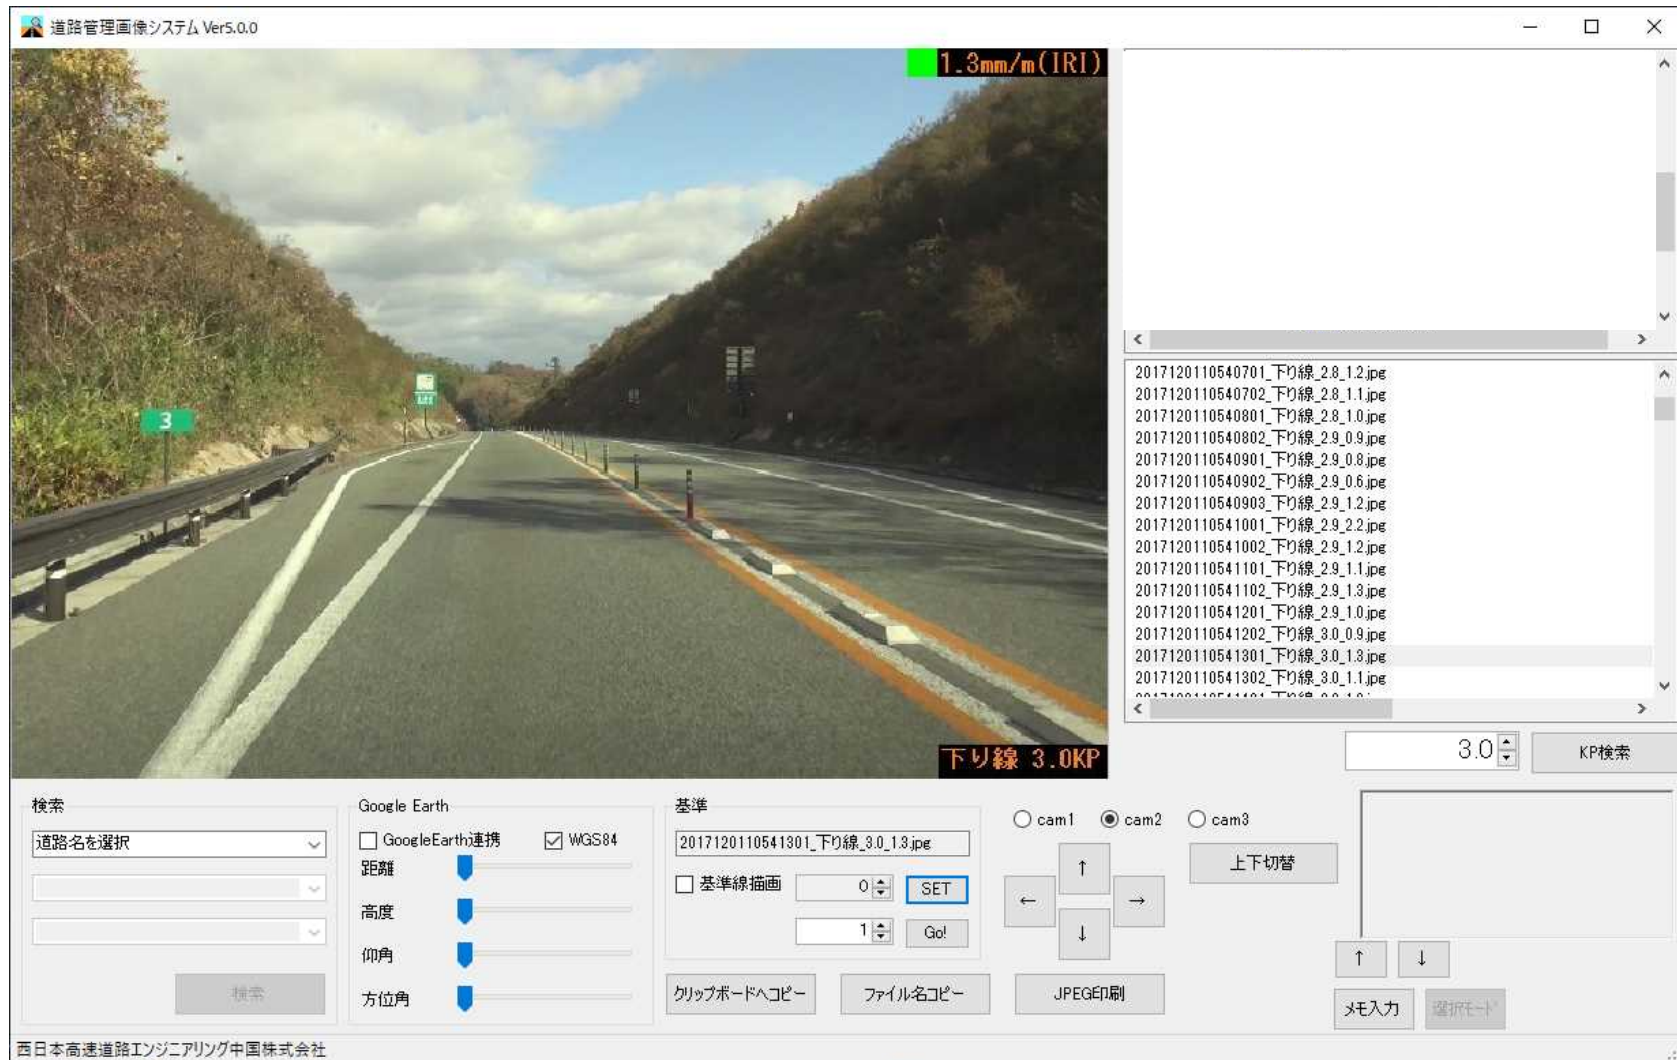 道路管理画像システム Ver5.0.0
1.3mm/m(IRI)
3
下り線 3.0KP
2017120110540701_下り線_2.8_1.2.jpg
2017120110540702_下り線_2.8_1.1.jpg
2017120110540801_下り線_2.8_1.0.jpg
2017120110540802_下り線_2.9_0.9.jpg
2017120110540901_下り線_2.9_0.8.jpg
2017120110540902_下り線_2.9_0.6.jpg
2017120110540903_下り線_2.9_1.2.jpg
2017120110541001_下り線_2.9_2.2.jpg
2017120110541002_下り線_2.9_1.2.jpg
2017120110541101_下り線_2.9_1.1.jpg
2017120110541102_下り線_2.9_1.3.jpg
2017120110541201_下り線_2.9_1.0.jpg
2017120110541202_下り線_3.0_0.9.jpg
2017120110541301_下り線_3.0_1.3.jpg
2017120110541302_下り線_3.0_1.1.jpg
3.0
KP検索
検索
道路名を選択
検索
Google Earth
GoogleEarth連携
WGS84
距離
高度
仰角
方位角
基準
2017120110541301_下り線_3.0_1.3.jpg
基準線描画
0
SET
1
Go!
クリップボードへコピー
ファイル名コピー
cam1
cam2
cam3
↑
←
→
↓
上下切替
JPEG印刷
↑
↓
メモ入力
選択モード
西日本高速道路エンジニアリング中国株式会社